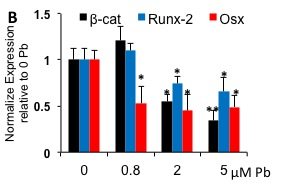 B
β-cat Runx-2 Osx
Normalize Expression
relative to 0 Pb
1.5
1
0.5
0
* * * * * ** * *
0 0.8 2 5 μM Pb